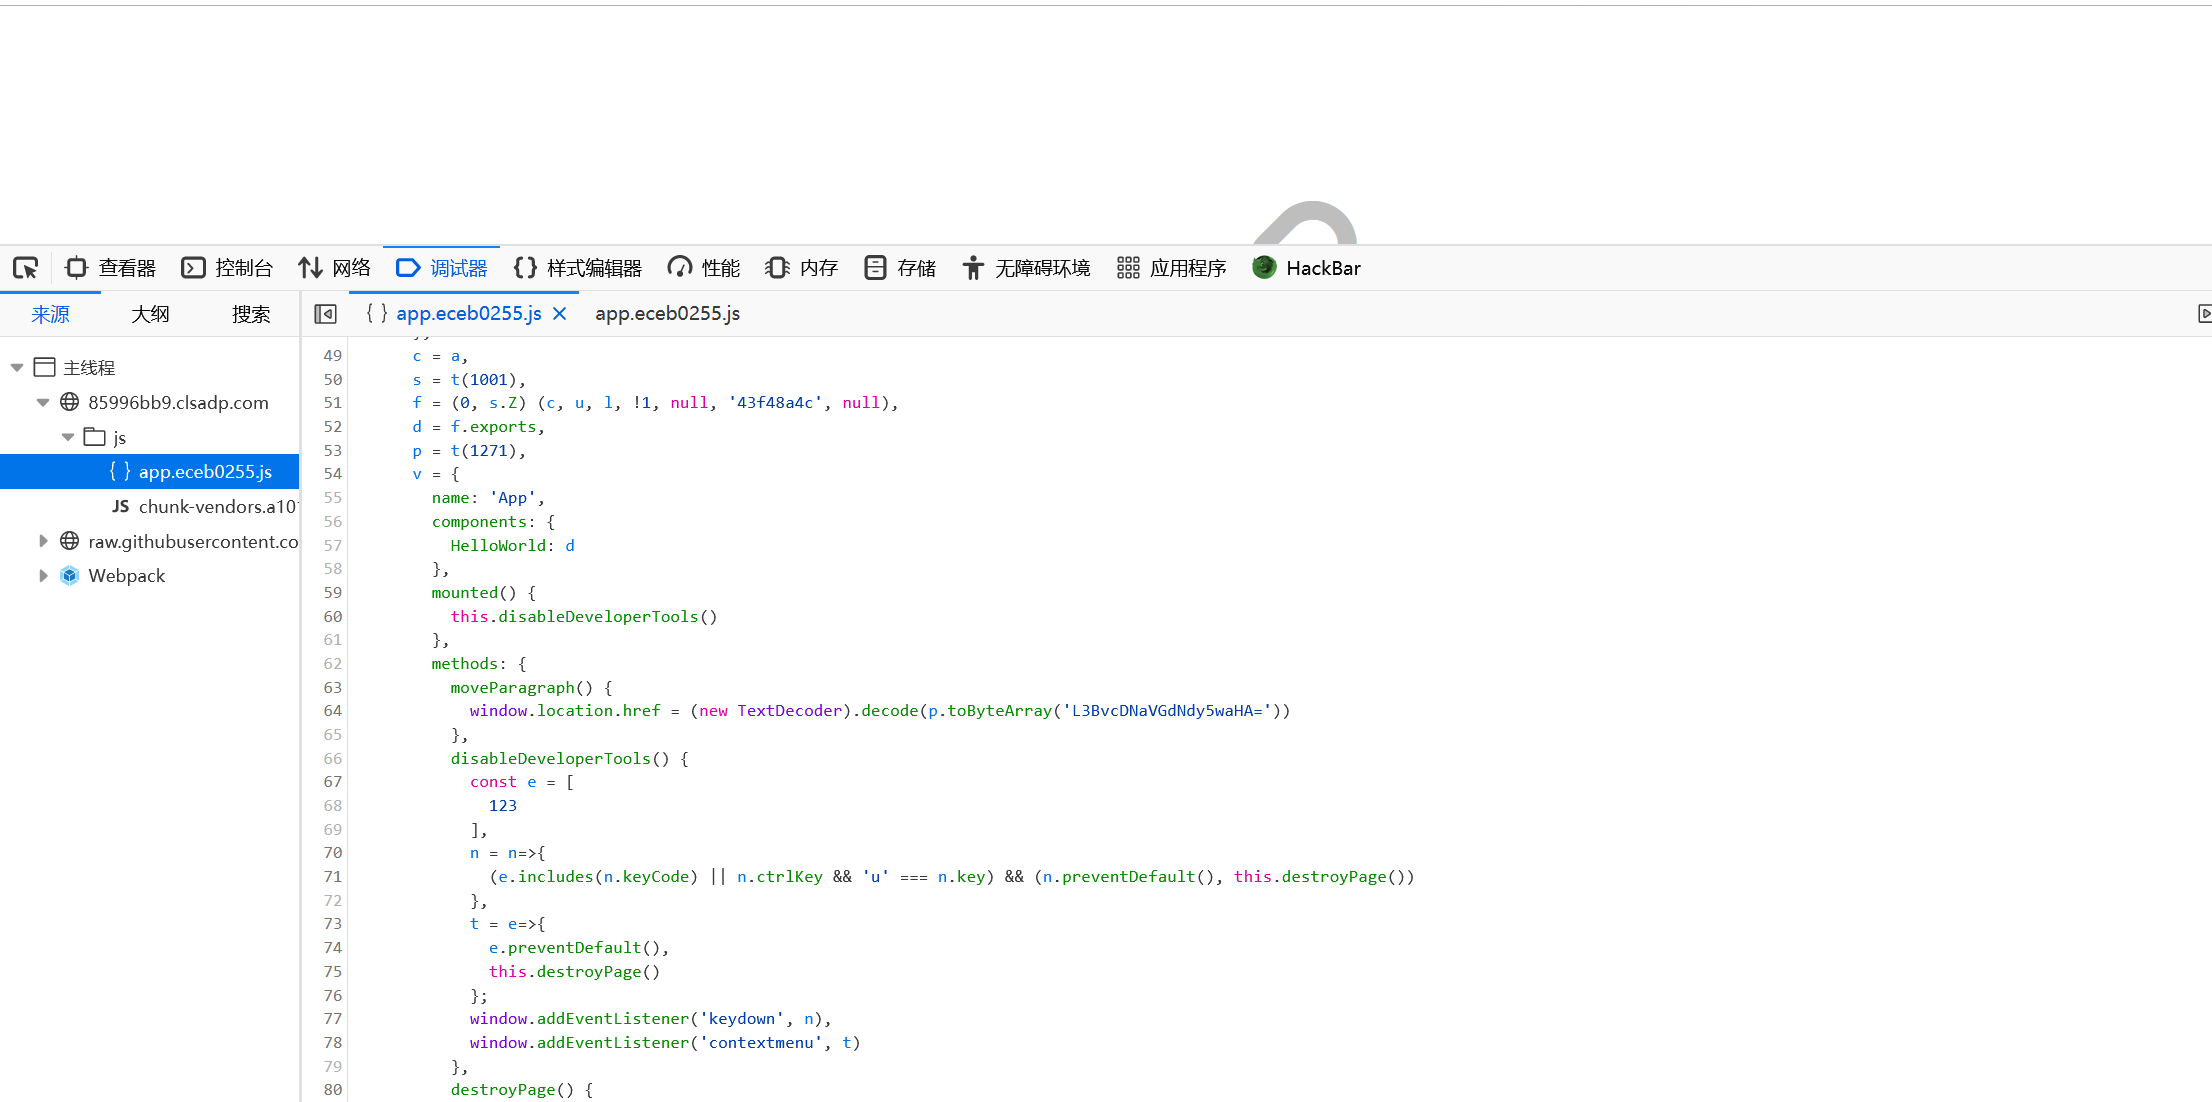 查看器 控制台 网络 调试器 样式编辑器 性能 内存 存储 无障碍环境 应用程序 HackBar
来源 大纲 搜索 { } app.eceb0255.js × app.eceb0255.js
主线程
85996bb9.clsadp.com
js
{ } app.eceb0255.js
JS chunk-vendors.a10
raw.githubusercontent.co
Webpack
49 c = a,
50 s = t(1001),
51 f = (0, s.Z) (c, u, l, !1, null, '43f48a4c', null),
52 d = f.exports,
53 p = t(1271),
54 v = {
55 name: 'App',
56 components: {
57 HelloWorld: d
58 },
59 mounted() {
60 this.disableDeveloperTools()
61 },
62 methods: {
63 moveParagraph() {
64 window.location.href = (new TextDecoder).decode(p.toByteArray('L3BvcDNaVGdNdy5waHA='))
65 },
66 disableDeveloperTools() {
67 const e = [
68 123
69 ],
70 n = n=>{
71 (e.includes(n.keyCode) || n.ctrlKey && 'u' === n.key) && (n.preventDefault(), this.destroyPage())
72 },
73 t = e=>{
74 e.preventDefault(),
75 this.destroyPage()
76 };
77 window.addEventListener('keydown', n),
78 window.addEventListener('contextmenu', t)
79 },
80 destroyPage() {